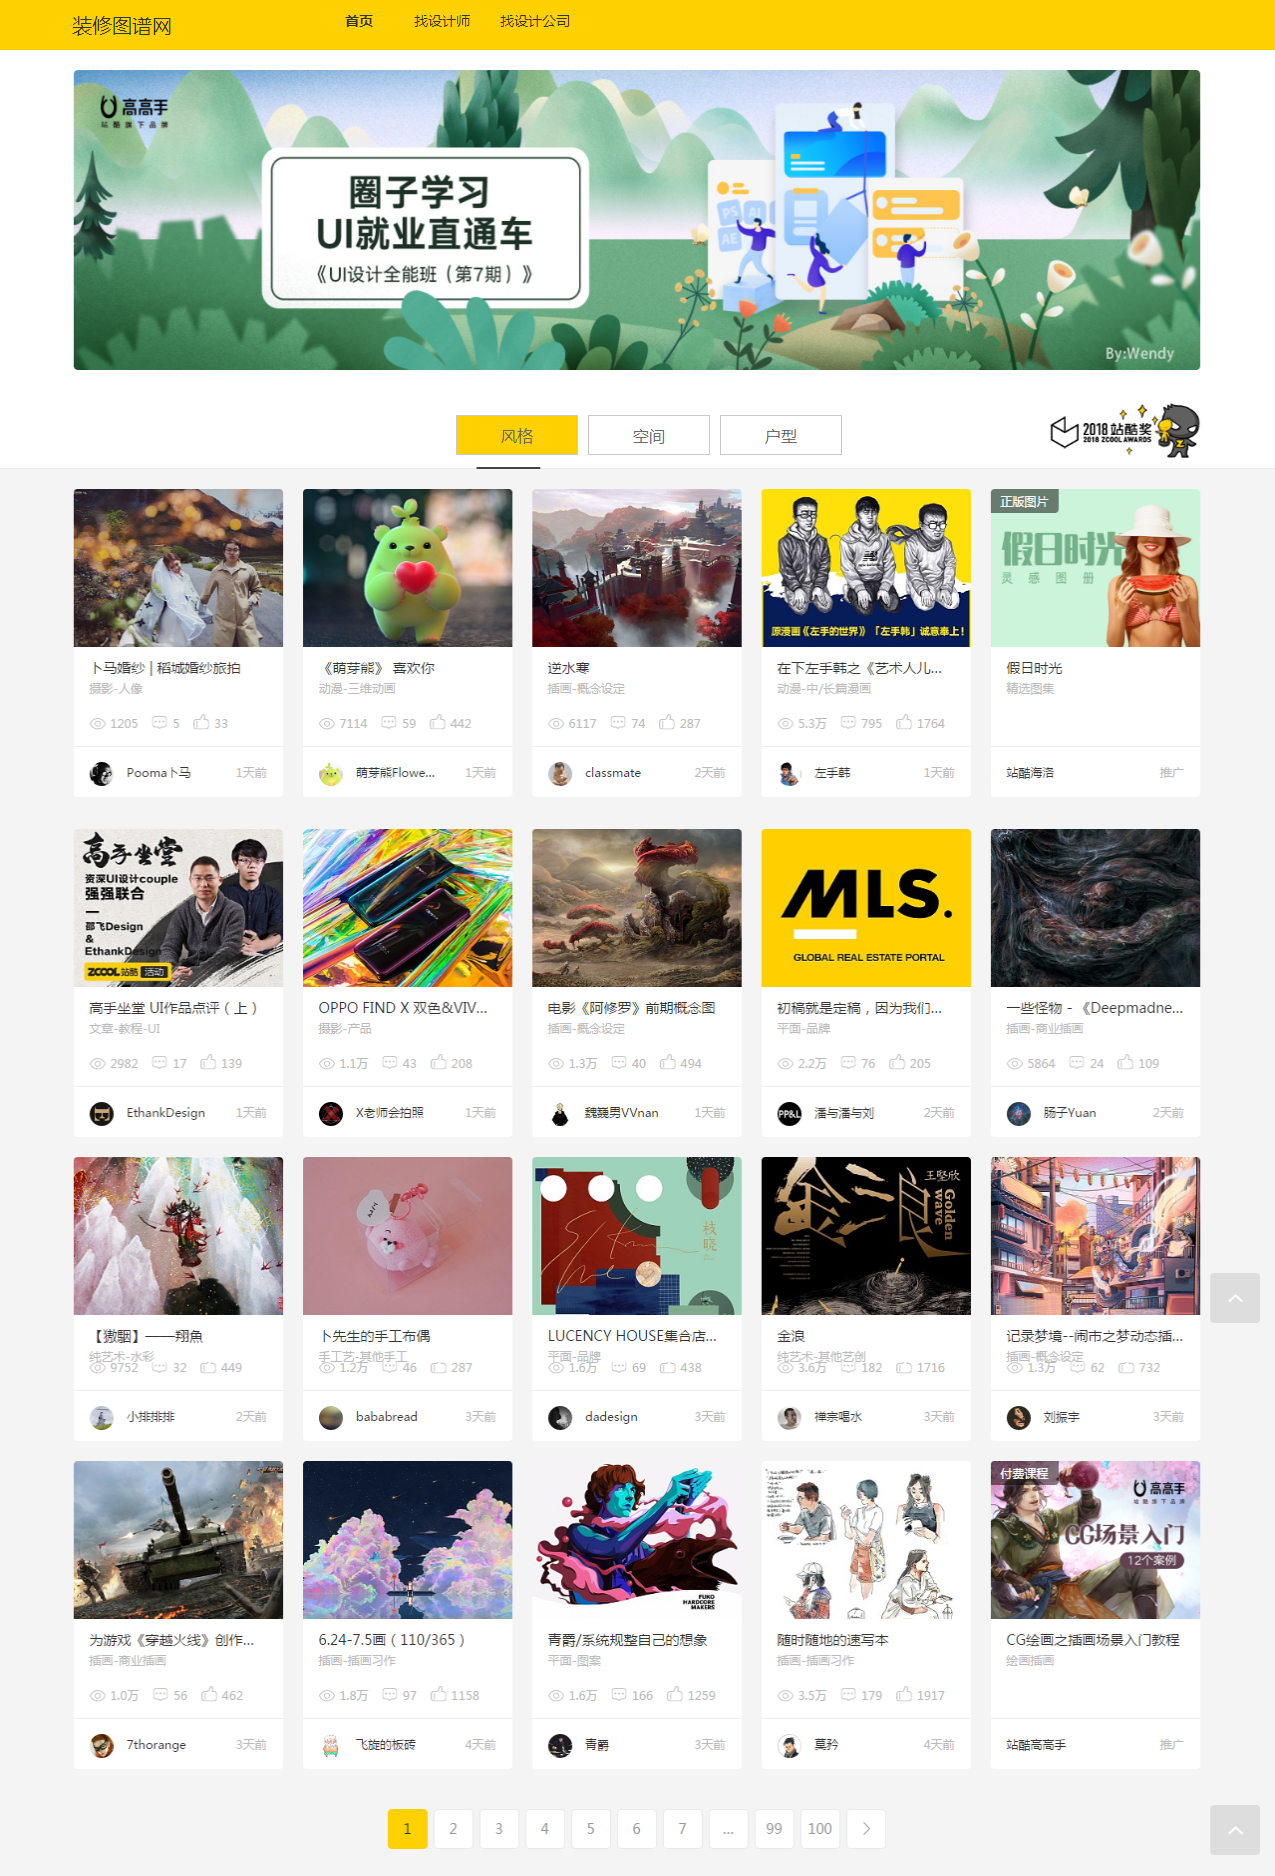 装修图谱网
首页
找设计师
找设计公司
高高手
站酷旗下品牌
圈子学习
UI就业直通车
《UI设计全能班（第7期）》
PS AI
AE
By:Wendy
风格
空间
户型
2018站酷奖
2018 ZCOOL AWARDS
原漫画《左手的世界》「左手韩」诚意奉上！
正版图片
假日时光
灵感图册
卜马婚纱 | 稻城婚纱旅拍
摄影-人像
1205 5 33
Pooma卜马 1天前
《萌芽熊》 喜欢你
动漫-三维动画
7114 59 442
萌芽熊Flowe... 1天前
逆水寒
插画-概念设定
6117 74 287
classmate 2天前
在下左手韩之《艺术人儿...
动漫-中/长篇漫画
5.3万 795 1764
左手韩 1天前
假日时光
精选图集
站酷海洛 推广
高手坐堂
资深UI设计couple
强强联合
邵飞Design
&
EthankDesign
ZCOOL站酷 活动
MLS.
GLOBAL REAL ESTATE PORTAL
高手坐堂 UI作品点评（上）
文章-教程-UI
2982 17 139
EthankDesign 1天前
OPPO FIND X 双色&VIV...
摄影-产品
1.1万 43 208
X老师会拍照 1天前
电影《阿修罗》前期概念图
插画-概念设定
1.3万 40 494
魏巍男VVnan 1天前
初稿就是定稿，因为我们...
平面-品牌
2.2万 76 205
PP&L
潘与潘与刘 2天前
一些怪物 - 《Deepmadne...
插画-商业插画
5864 24 109
肠子Yuan 2天前
枝晓
王坚欣
Golden
wave
【獓駰】——翔魚
纯艺术-水彩
9752 32 449
小排排排 2天前
卜先生的手工布偶
手工艺-其他手工
1.2万 46 287
bababread 3天前
LUCENCY HOUSE集合店...
平面-品牌
1.6万 69 438
dadesign 3天前
金浪
纯艺术-其他艺创
3.6万 182 1716
禅宗喝水 3天前
记录梦境--闹市之梦动态插...
插画-概念设定
1.3万 62 732
刘振宇 3天前
FUKO
HARDCORE
MAKERS
付费课程
高高手
站酷旗下品牌
CG场景入门
12个案例
为游戏《穿越火线》创作...
插画-商业插画
1.0万 56 462
7thorange 3天前
6.24-7.5画（110/365）
插画-插画习作
1.8万 97 1158
飞旋的板砖 4天前
青爵/系统规整自己的想象
平面-图案
1.6万 166 1259
青爵 3天前
随时随地的速写本
插画-插画习作
3.5万 179 1917
莫矜 4天前
CG绘画之插画场景入门教程
绘画插画
站酷高高手 推广
1 2 3 4 5 6 7 ... 99 100 >